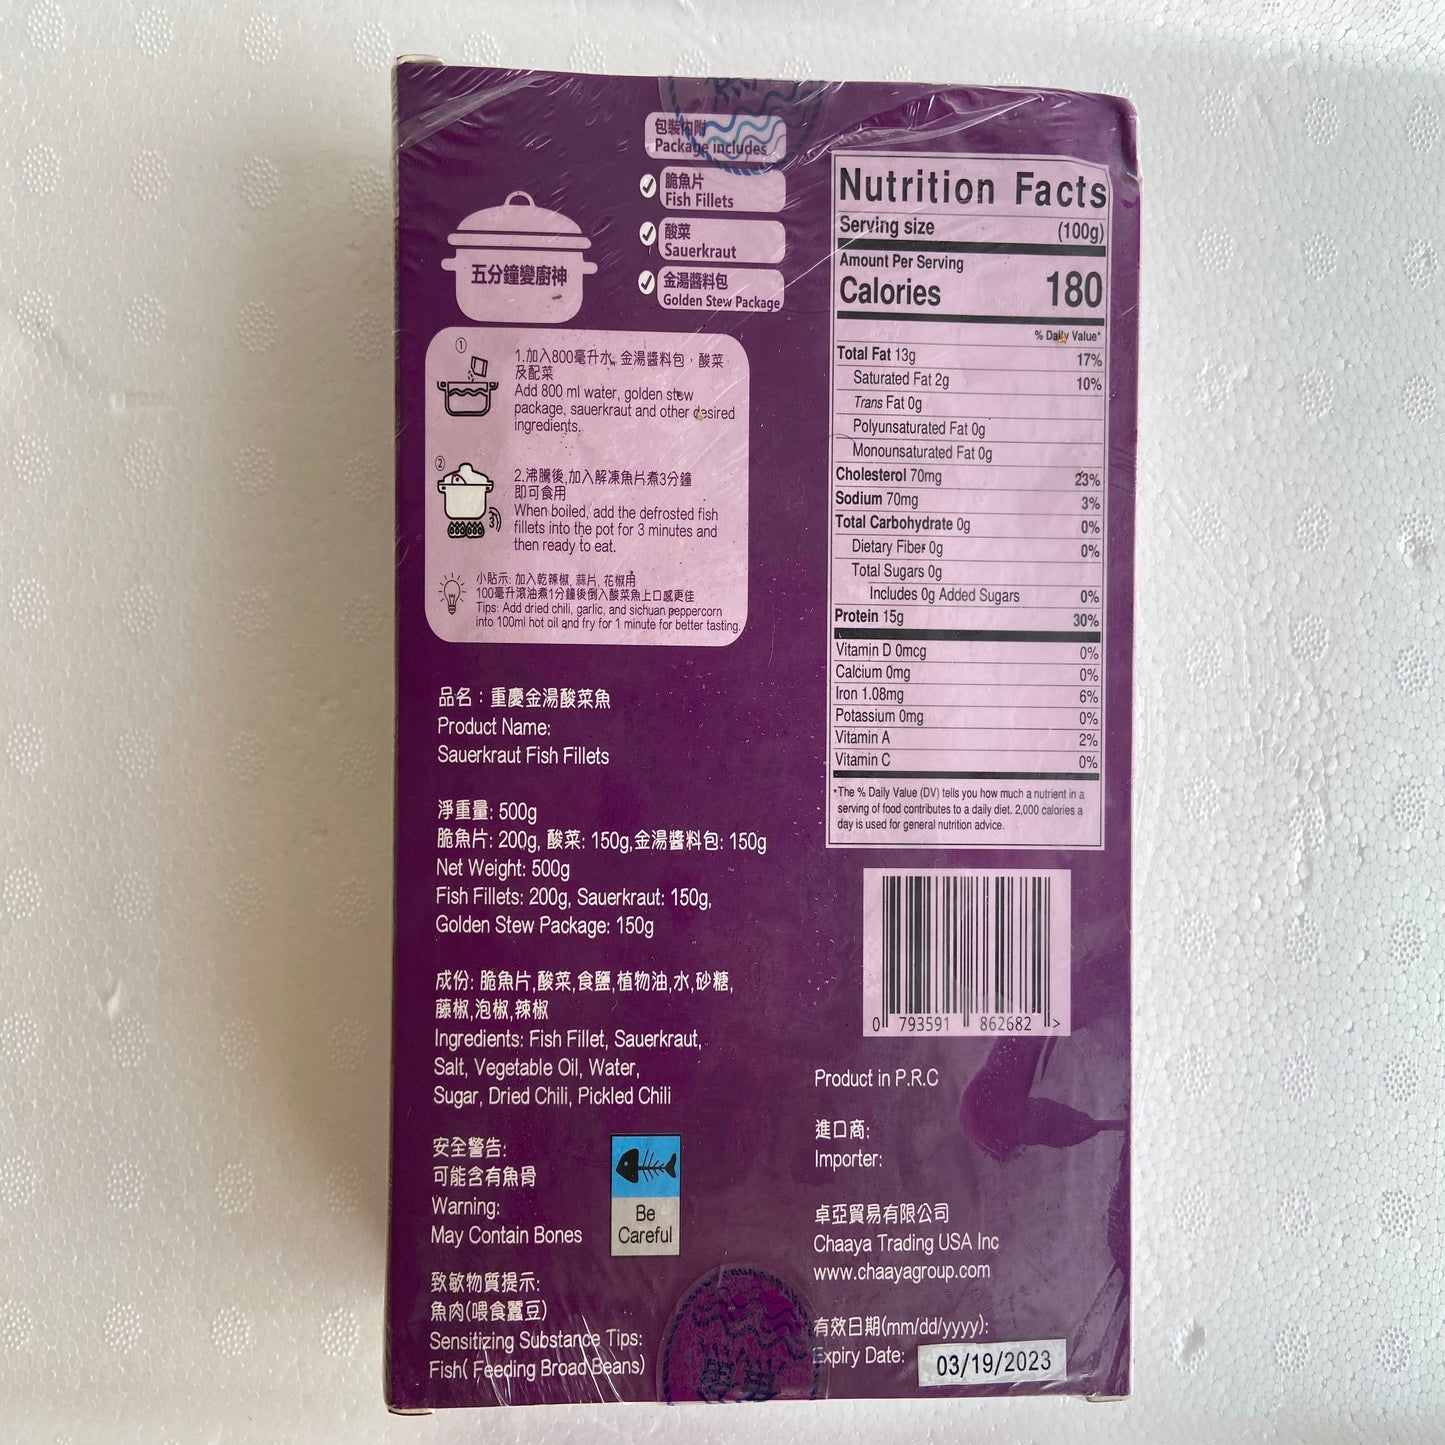 包裝內附
Package includes
脆魚片
Fish Fillets
酸菜
Sauerkraut
金湯醬料包
Golden Stew Package
五分鐘變廚神
①
1.加入800毫升水, 金湯醬料包，酸菜
及配菜
Add 800 ml water, golden stew
package, sauerkraut and other desired
ingredients.
②
3
2.沸騰後,加入解凍魚片煮3分鐘
即可食用
When boiled, add the defrosted fish
fillets into the pot for 3 minutes and
then ready to eat.
小貼示: 加入乾辣椒, 蒜片, 花椒用
100毫升滾油煮1分鐘後倒入酸菜魚上口感更佳
Tips: Add dried chili, garlic, and sichuan peppercorn
into 100ml hot oil and fry for 1 minute for better tasting.
品名：重慶金湯酸菜魚
Product Name:
Sauerkraut Fish Fillets
淨重量: 500g
脆魚片: 200g, 酸菜: 150g,金湯醬料包: 150g
Net Weight: 500g
Fish Fillets: 200g, Sauerkraut: 150g,
Golden Stew Package: 150g
成份: 脆魚片,酸菜,食鹽,植物油,水,砂糖,
藤椒,泡椒,辣椒
Ingredients: Fish Fillet, Sauerkraut,
Salt, Vegetable Oil, Water,
Sugar, Dried Chili, Pickled Chili
安全警告:
可能含有魚骨
Warning:
May Contain Bones
Be
Careful
致敏物質提示:
魚肉(喂食蠶豆)
Sensitizing Substance Tips:
Fish( Feeding Broad Beans)
Nutrition Facts
Serving size (100g)
Amount Per Serving
Calories 180
% Daily Value*
Total Fat 13g 17%
Saturated Fat 2g 10%
Trans Fat 0g
Polyunsaturated Fat 0g
Monounsaturated Fat 0g
Cholesterol 70mg 23%
Sodium 70mg 3%
Total Carbohydrate 0g 0%
Dietary Fiber 0g 0%
Total Sugars 0g
Includes 0g Added Sugars 0%
Protein 15g 30%
Vitamin D 0mcg 0%
Calcium 0mg 0%
Iron 1.08mg 6%
Potassium 0mg 0%
Vitamin A 2%
Vitamin C 0%
*The % Daily Value (DV) tells you how much a nutrient in a
serving of food contributes to a daily diet. 2,000 calories a
day is used for general nutrition advice.
0 793591 862682 >
Product in P.R.C
進口商:
Importer:
卓亞貿易有限公司
Chaaya Trading USA Inc
www.chaayagroup.com
有效日期(mm/dd/yyyy):
Expiry Date: 03/19/2023